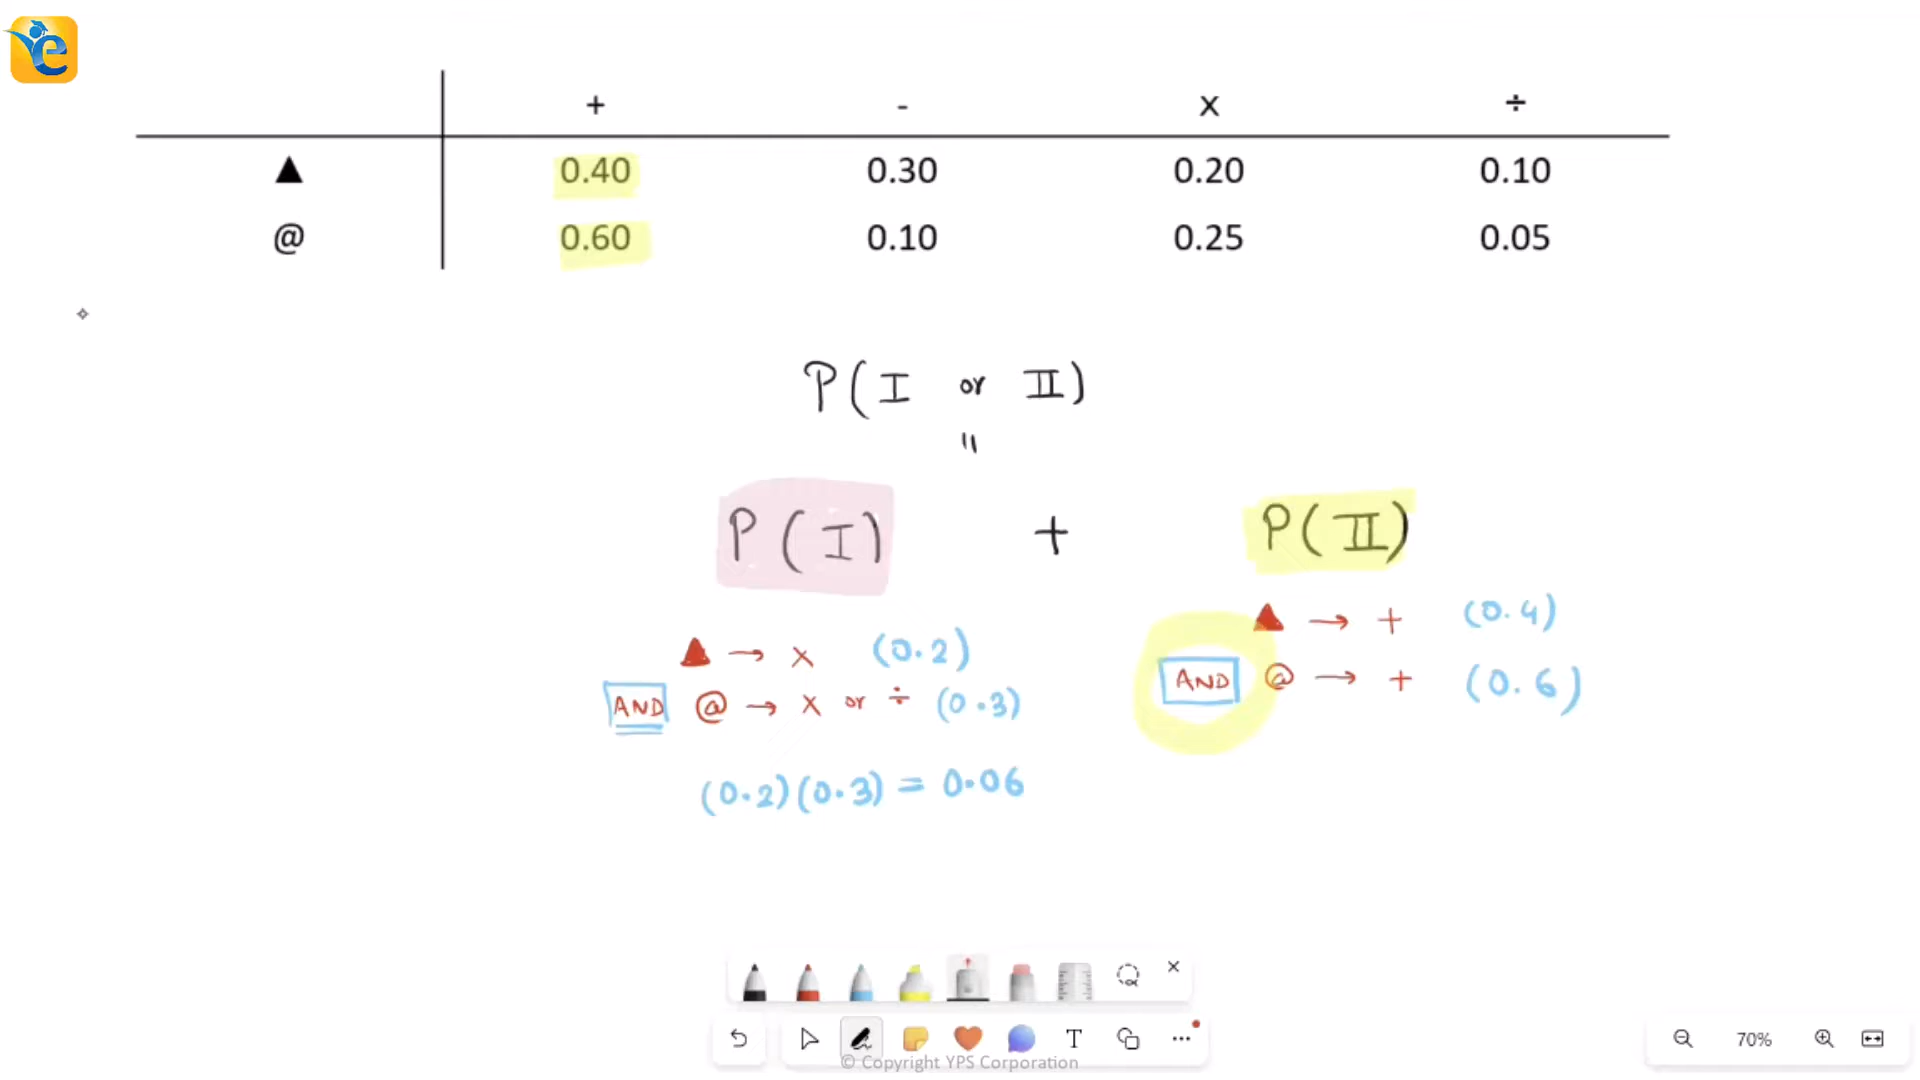 e
+ - x ÷
▲ 0.40 0.30 0.20 0.10
@ 0.60 0.10 0.25 0.05
P ( I or II )
"
P ( I ) + P ( II )
▲ → x (0.2)
AND @ → x or ÷ (0.3)
(0.2)(0.3) = 0.06
▲ → + (0.4)
AND @ → + (0.6)
T
70%
© Copyright YPS Corporation